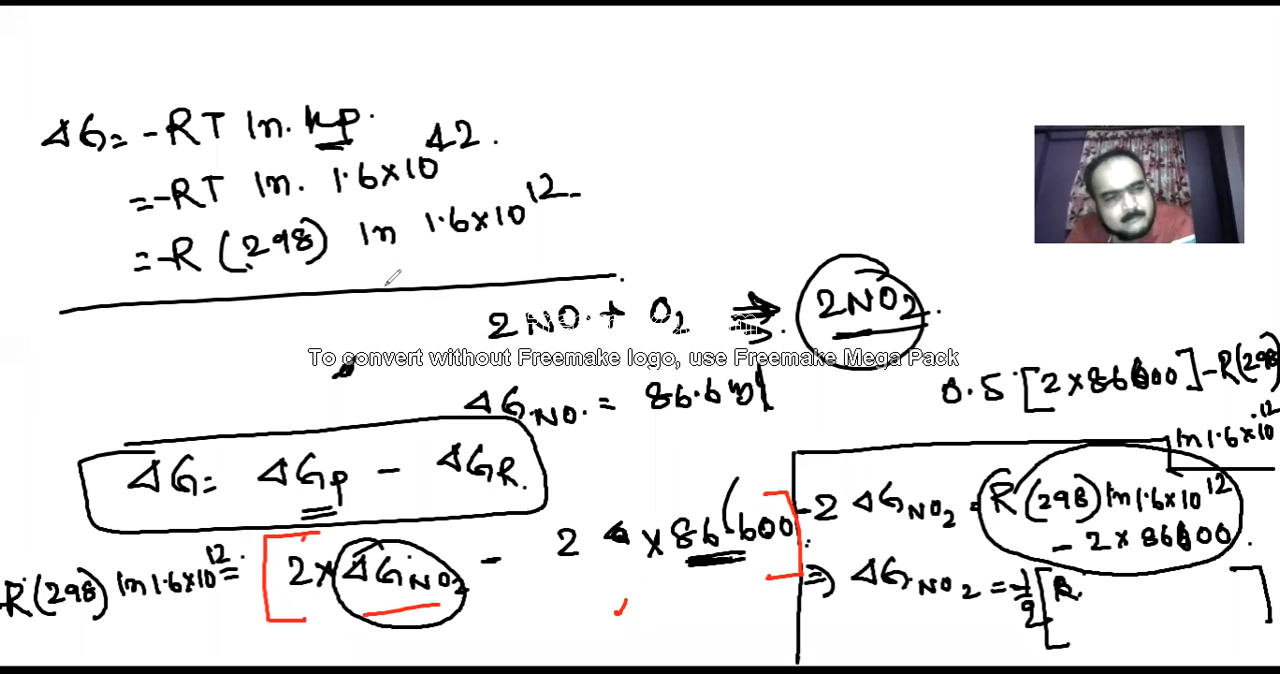 ΔG = -RT ln. Kp.
= -RT ln. 1.6×10^12.
= -R (298) ln 1.6×10^12-
2NO + O2 ⇒ 2NO2.
To convert without Freemake logo, use Freemake Mega Pack
ΔG NO. = 86.6
ΔG = ΔGP - ΔGR.
-R(298) ln 1.6×10^12 = [2×ΔG NO2 - 2 × 86600]
0.5 [2×86600] - R(298)
ln 1.6×10^12
-2 ΔG NO2 = R (298) ln 1.6×10^12
- 2×86600.
⇒ ΔG NO2 = -1/2 [R ]